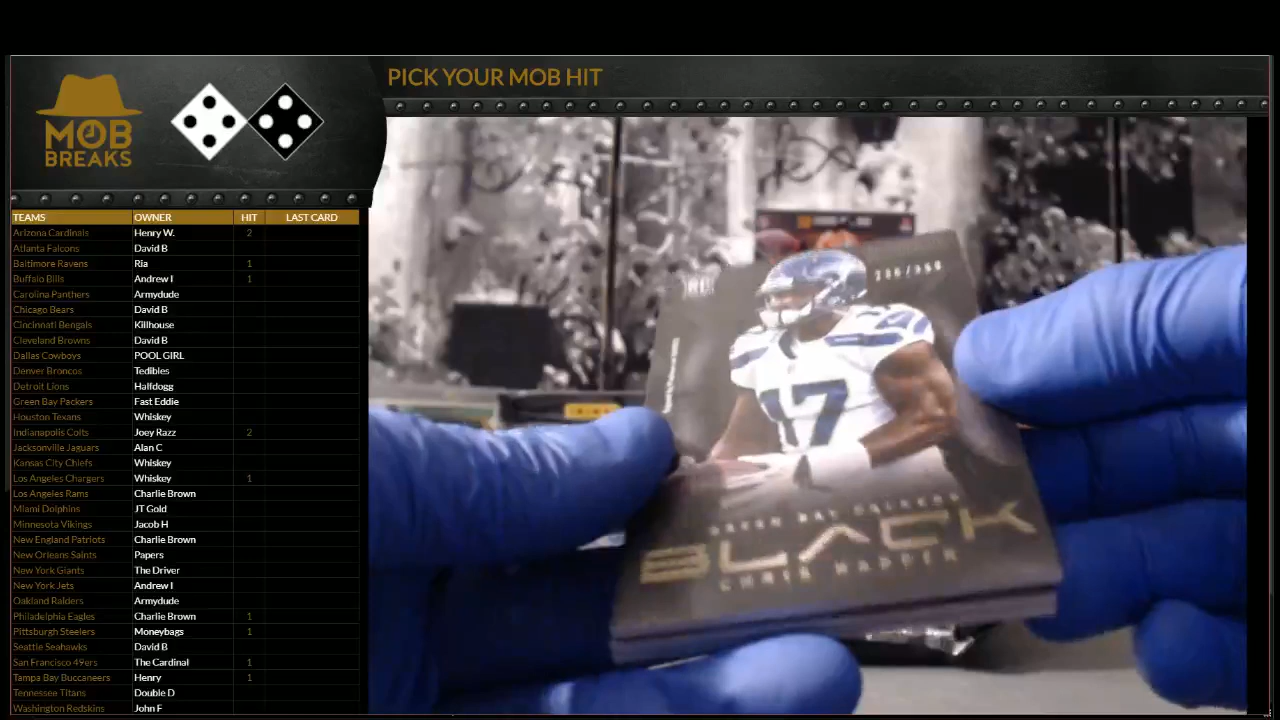 PICK YOUR MOB HIT
MOB
BREAKS
TEAMS OWNER HIT LAST CARD
Arizona Cardinals Henry W. 2
Atlanta Falcons David B
Baltimore Ravens Ria 1
Buffalo Bills Andrew I 1
Carolina Panthers Armydude
Chicago Bears David B
Cincinnati Bengals Killhouse
Cleveland Browns David B
Dallas Cowboys POOL GIRL
Denver Broncos Tedibles
Detroit Lions Halfdogg
Green Bay Packers Fast Eddie
Houston Texans Whiskey
Indianapolis Colts Joey Razz 2
Jacksonville Jaguars Alan C
Kansas City Chiefs Whiskey
Los Angeles Chargers Whiskey 1
Los Angeles Rams Charlie Brown
Miami Dolphins JT Gold
Minnesota Vikings Jacob H
New England Patriots Charlie Brown
New Orleans Saints Papers
New York Giants The Driver
New York Jets Andrew I
Oakland Raiders Armydude
Philadelphia Eagles Charlie Brown 1
Pittsburgh Steelers Moneybags 1
Seattle Seahawks David B
San Francisco 49ers The Cardinal 1
Tampa Bay Buccaneers Henry 1
Tennessee Titans Double D
Washington Redskins John F
17
GREEN BAY PACKERS
BLACK
CHRIS HARPER